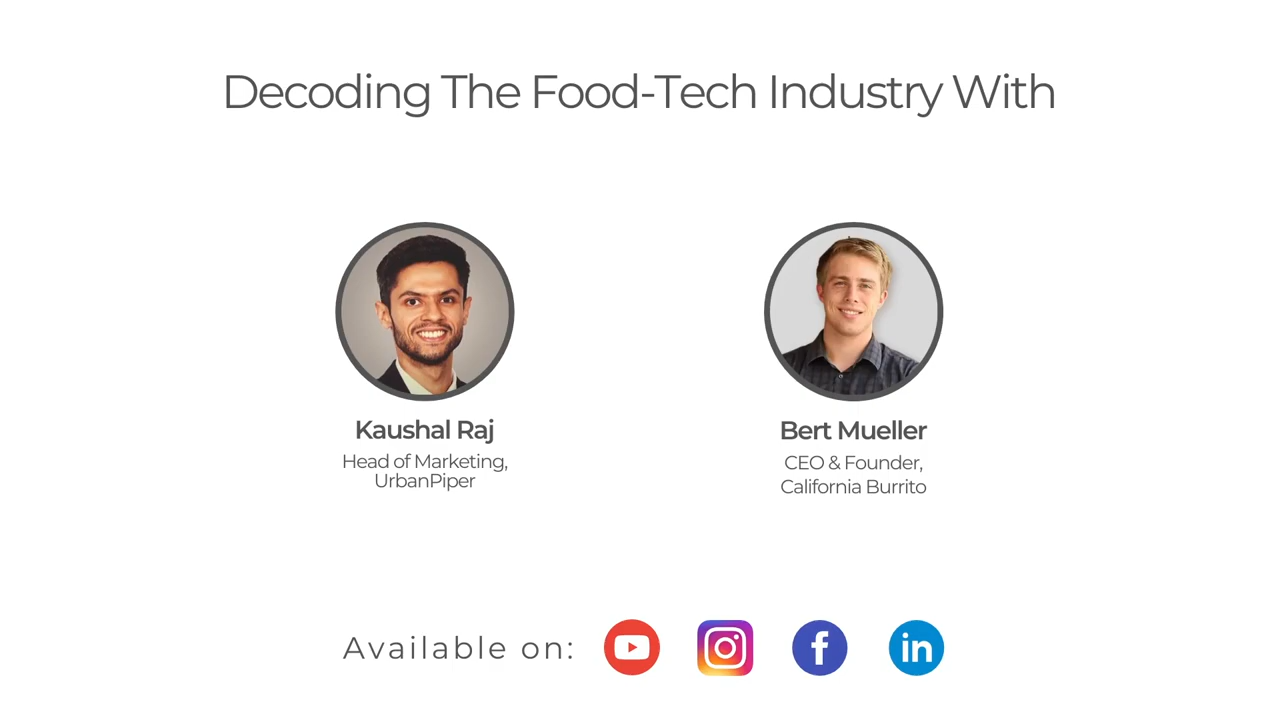 Decoding The Food-Tech Industry With
Kaushal Raj
Head of Marketing,
UrbanPiper
Bert Mueller
CEO & Founder,
California Burrito
Available on:
in